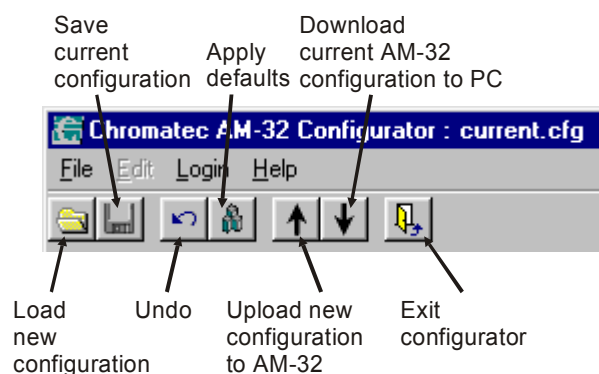 Save
current
configuration
Apply
defaults
Download
current AM-32
configuration to PC
Chromatec AM-32 Configurator : current.cfg
File Edit Login Help
Load
new
configuration
Undo
Upload new
configuration
to AM-32
Exit
configurator